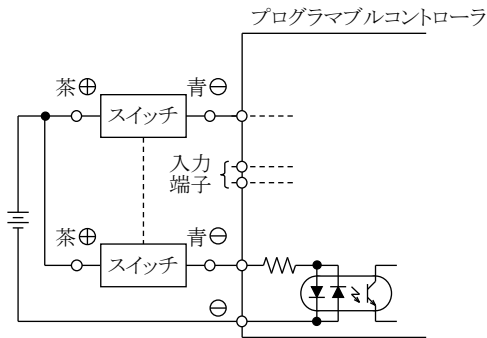 プログラマブルコントローラ
茶⊕ 青⊖
スイッチ
入力
端子
茶⊕ 青⊖
スイッチ
⊖